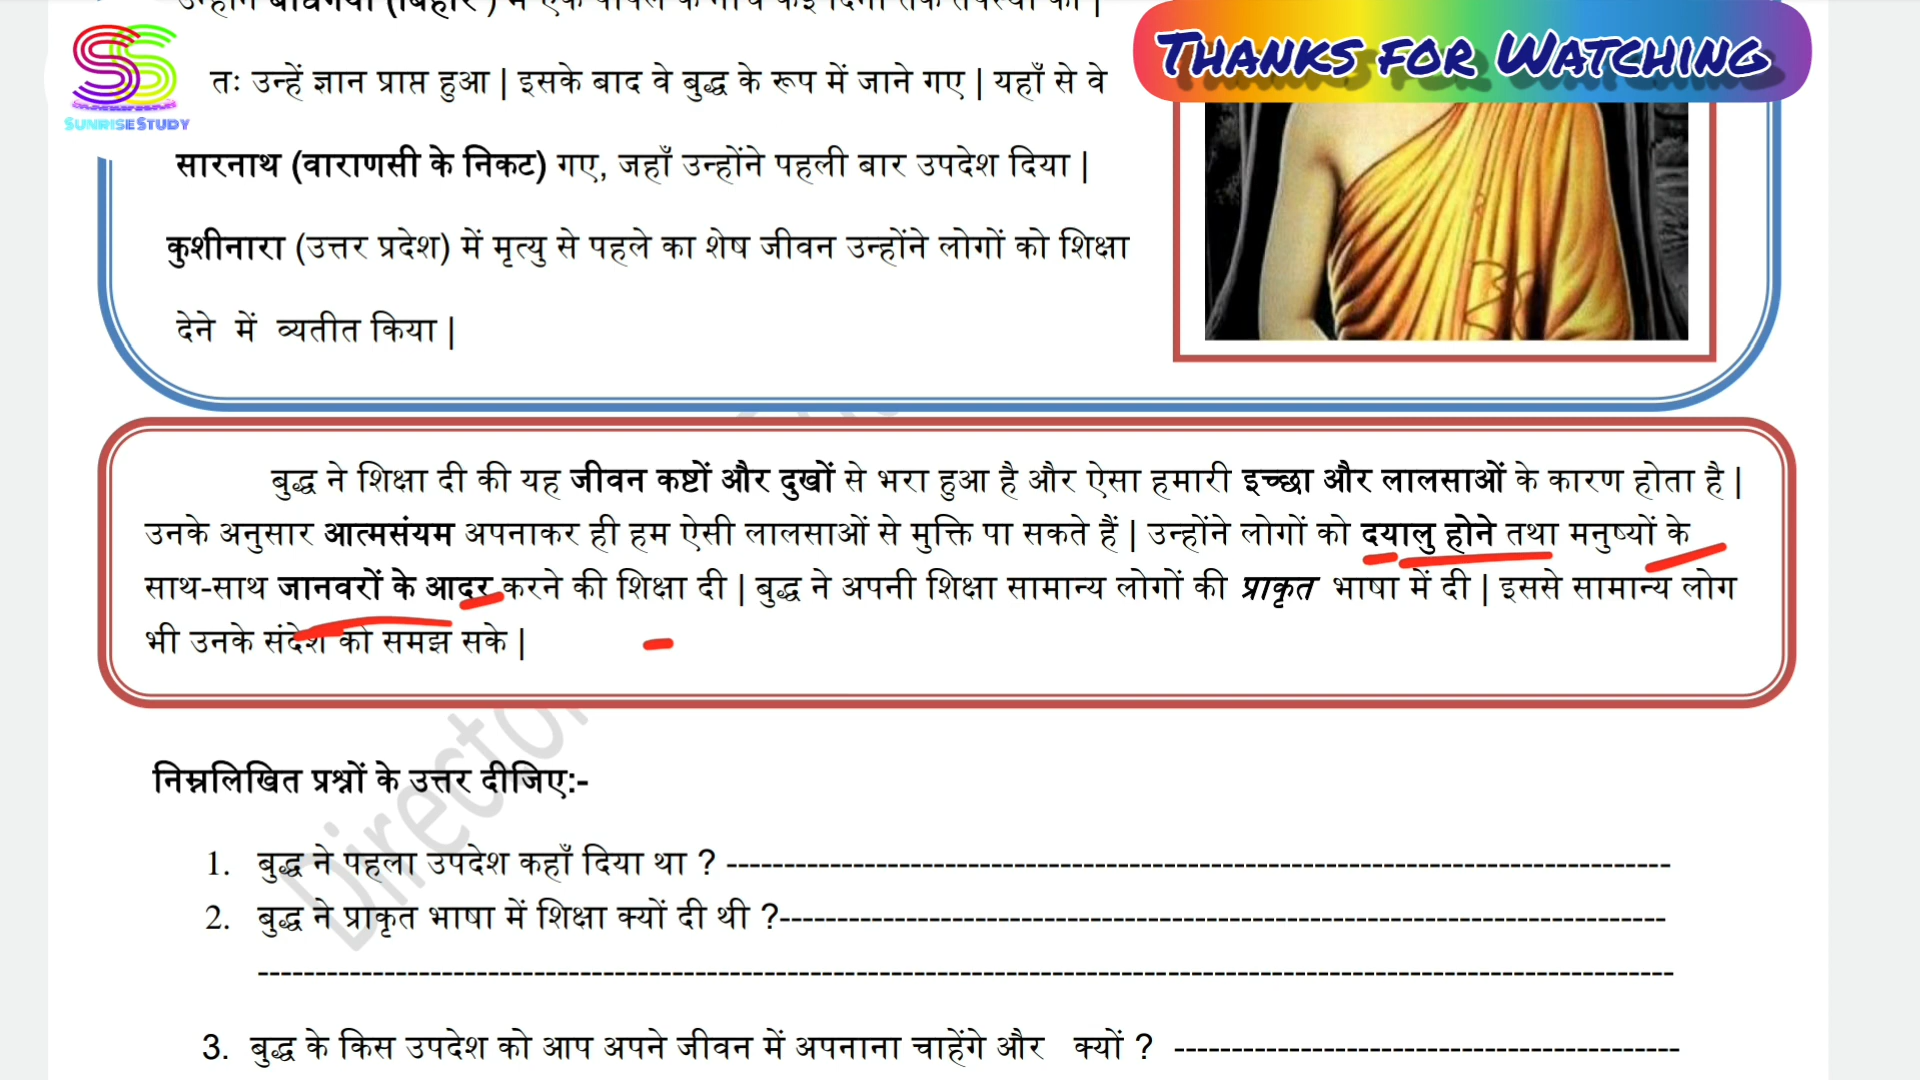 THANKS FOR WATCHING
SUNRISESTUDY
तः उन्हें ज्ञान प्राप्त हुआ | इसके बाद वे बुद्ध के रूप में जाने गए | यहाँ से वे
सारनाथ (वाराणसी के निकट) गए, जहाँ उन्होंने पहली बार उपदेश दिया |
कुशीनारा (उत्तर प्रदेश) में मृत्यु से पहले का शेष जीवन उन्होंने लोगों को शिक्षा
देने में व्यतीत किया |
बुद्ध ने शिक्षा दी की यह जीवन कष्टों और दुखों से भरा हुआ है और ऐसा हमारी इच्छा और लालसाओं के कारण होता है |
उनके अनुसार आत्मसंयम अपनाकर ही हम ऐसी लालसाओं से मुक्ति पा सकते हैं | उन्होंने लोगों को दयालु होने तथा मनुष्यों के
साथ-साथ जानवरों के आदर करने की शिक्षा दी | बुद्ध ने अपनी शिक्षा सामान्य लोगों की प्राकृत भाषा में दी | इससे सामान्य लोग
भी उनके संदेश को समझ सके |
Director
निम्नलिखित प्रश्नों के उत्तर दीजिए:-
1. बुद्ध ने पहला उपदेश कहाँ दिया था ? --------------------------------------------------------------------------------
2. बुद्ध ने प्राकृत भाषा में शिक्षा क्यों दी थी ?---------------------------------------------------------------------------
------------------------------------------------------------------------------------------------------------------------
3. बुद्ध के किस उपदेश को आप अपने जीवन में अपनाना चाहेंगे और क्यों ? -------------------------------------------